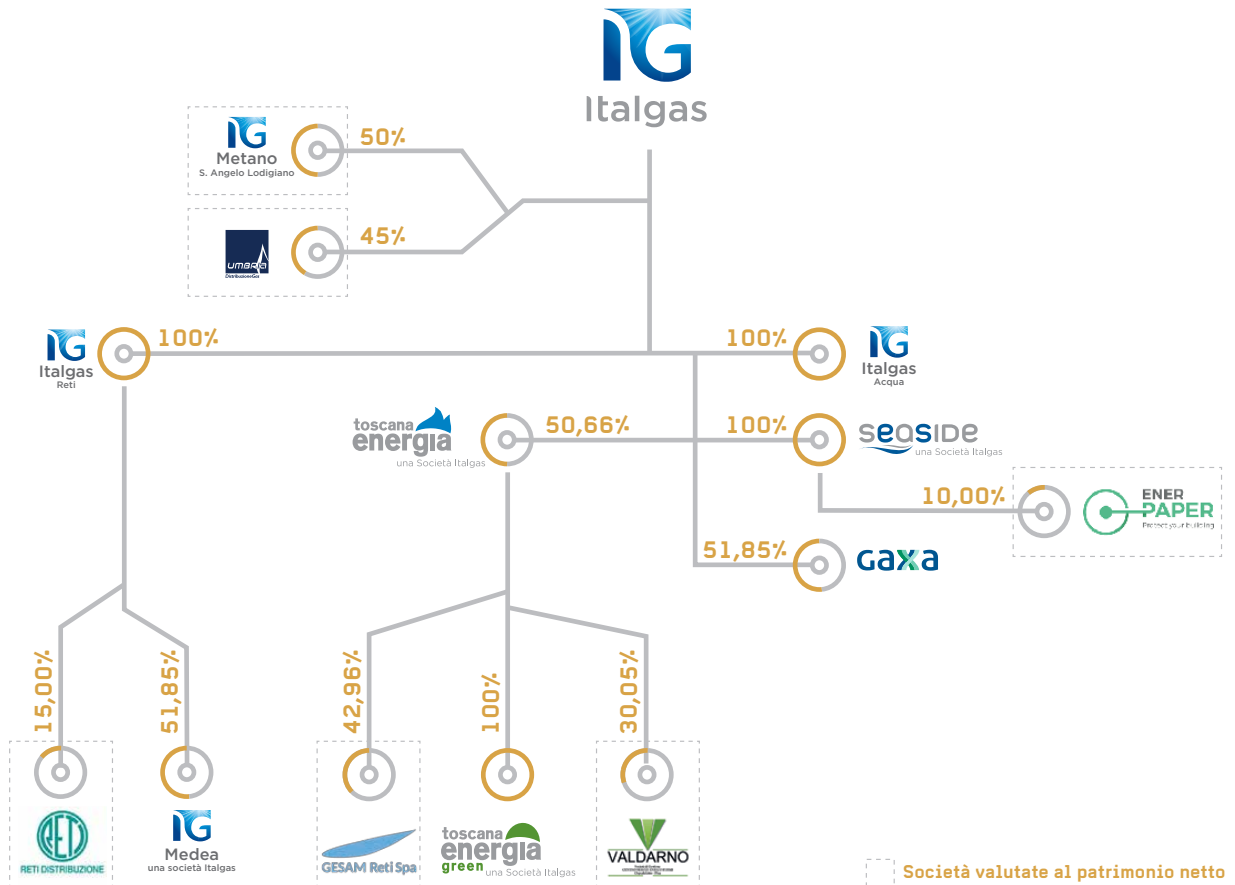 IG
Italgas
IG
Metano
S. Angelo Lodigiano
50%
UMBRIA
DistribuzioneGas
45%
IG
Italgas
Reti
100%
100%
IG
Italgas
Acqua
toscana
energia
una Società Italgas
50,66%
100%
SEASIDE
una Società Italgas
10,00%
ENER
PAPER
Protect your building
51,85%
Gaxa
15,00%
51,85%
42,96%
100%
30,05%
RETI
RETI DISTRIBUZIONE
IG
Medea
una società Italgas
GESAM Reti Spa
toscana
energia
green una Società Italgas
VALDARNO
Società valutate al patrimonio netto